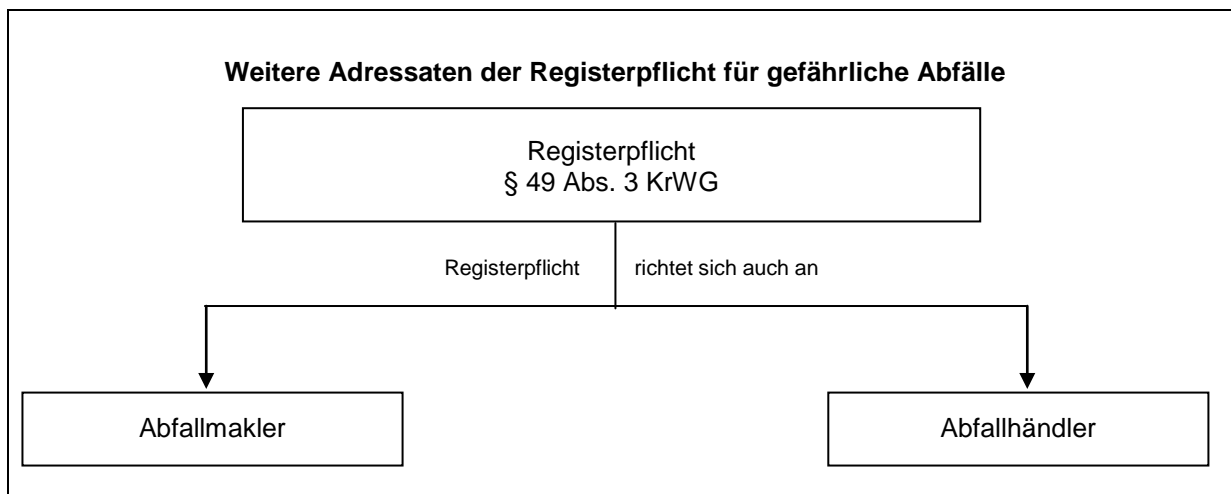 Weitere Adressaten der Registerpflicht für gefährliche Abfälle
Registerpflicht
§ 49 Abs. 3 KrWG
Registerpflicht richtet sich auch an
Abfallmakler
Abfallhändler